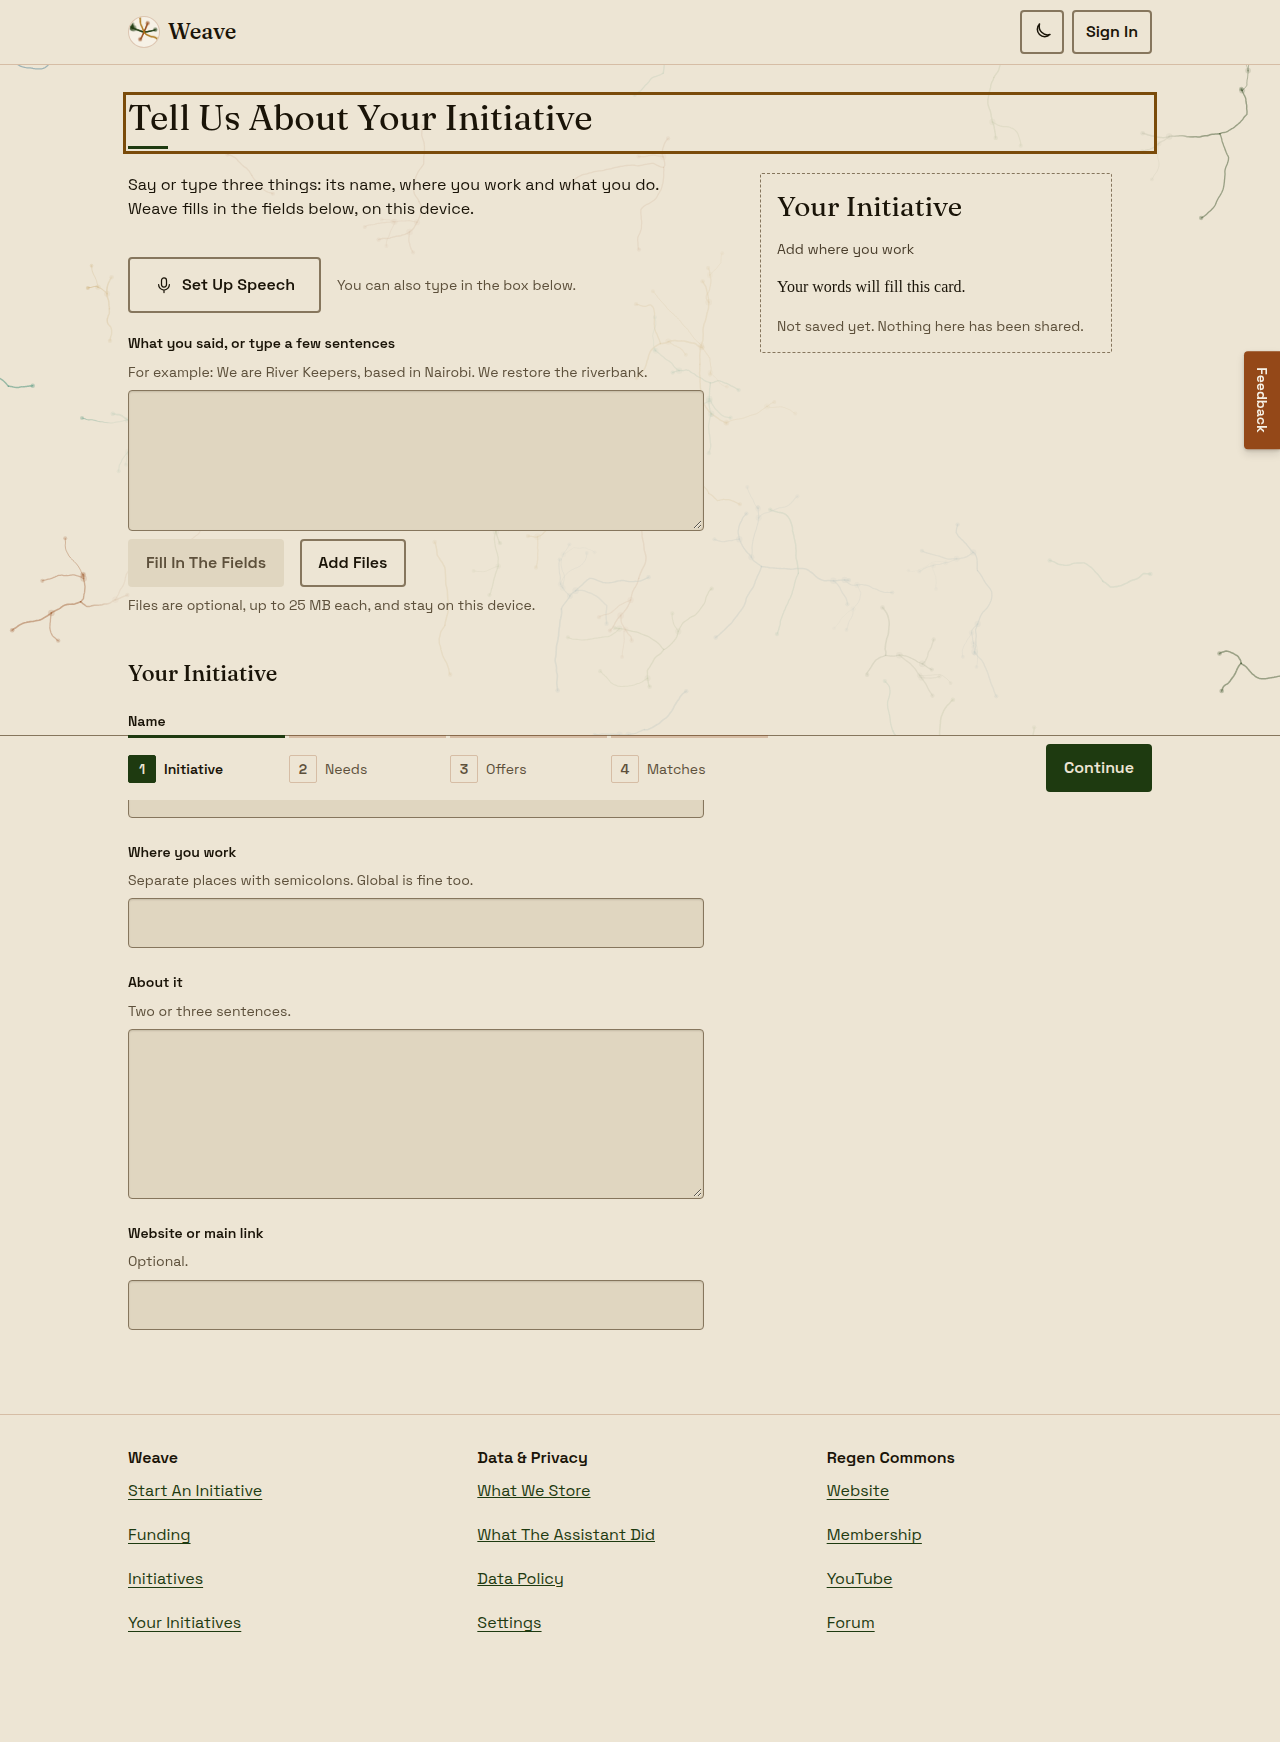 Weave
Sign In
Tell Us About Your Initiative
Say or type three things: its name, where you work and what you do.
Weave fills in the fields below, on this device.
Set Up Speech
You can also type in the box below.
What you said, or type a few sentences
For example: We are River Keepers, based in Nairobi. We restore the riverbank.
Fill In The Fields
Add Files
Files are optional, up to 25 MB each, and stay on this device.
Your Initiative
Add where you work
Your words will fill this card.
Not saved yet. Nothing here has been shared.
Feedback
Your Initiative
Name
1 Initiative
2 Needs
3 Offers
4 Matches
Continue
Where you work
Separate places with semicolons. Global is fine too.
About it
Two or three sentences.
Website or main link
Optional.
Weave
Start An Initiative
Funding
Initiatives
Your Initiatives
Data & Privacy
What We Store
What The Assistant Did
Data Policy
Settings
Regen Commons
Website
Membership
YouTube
Forum